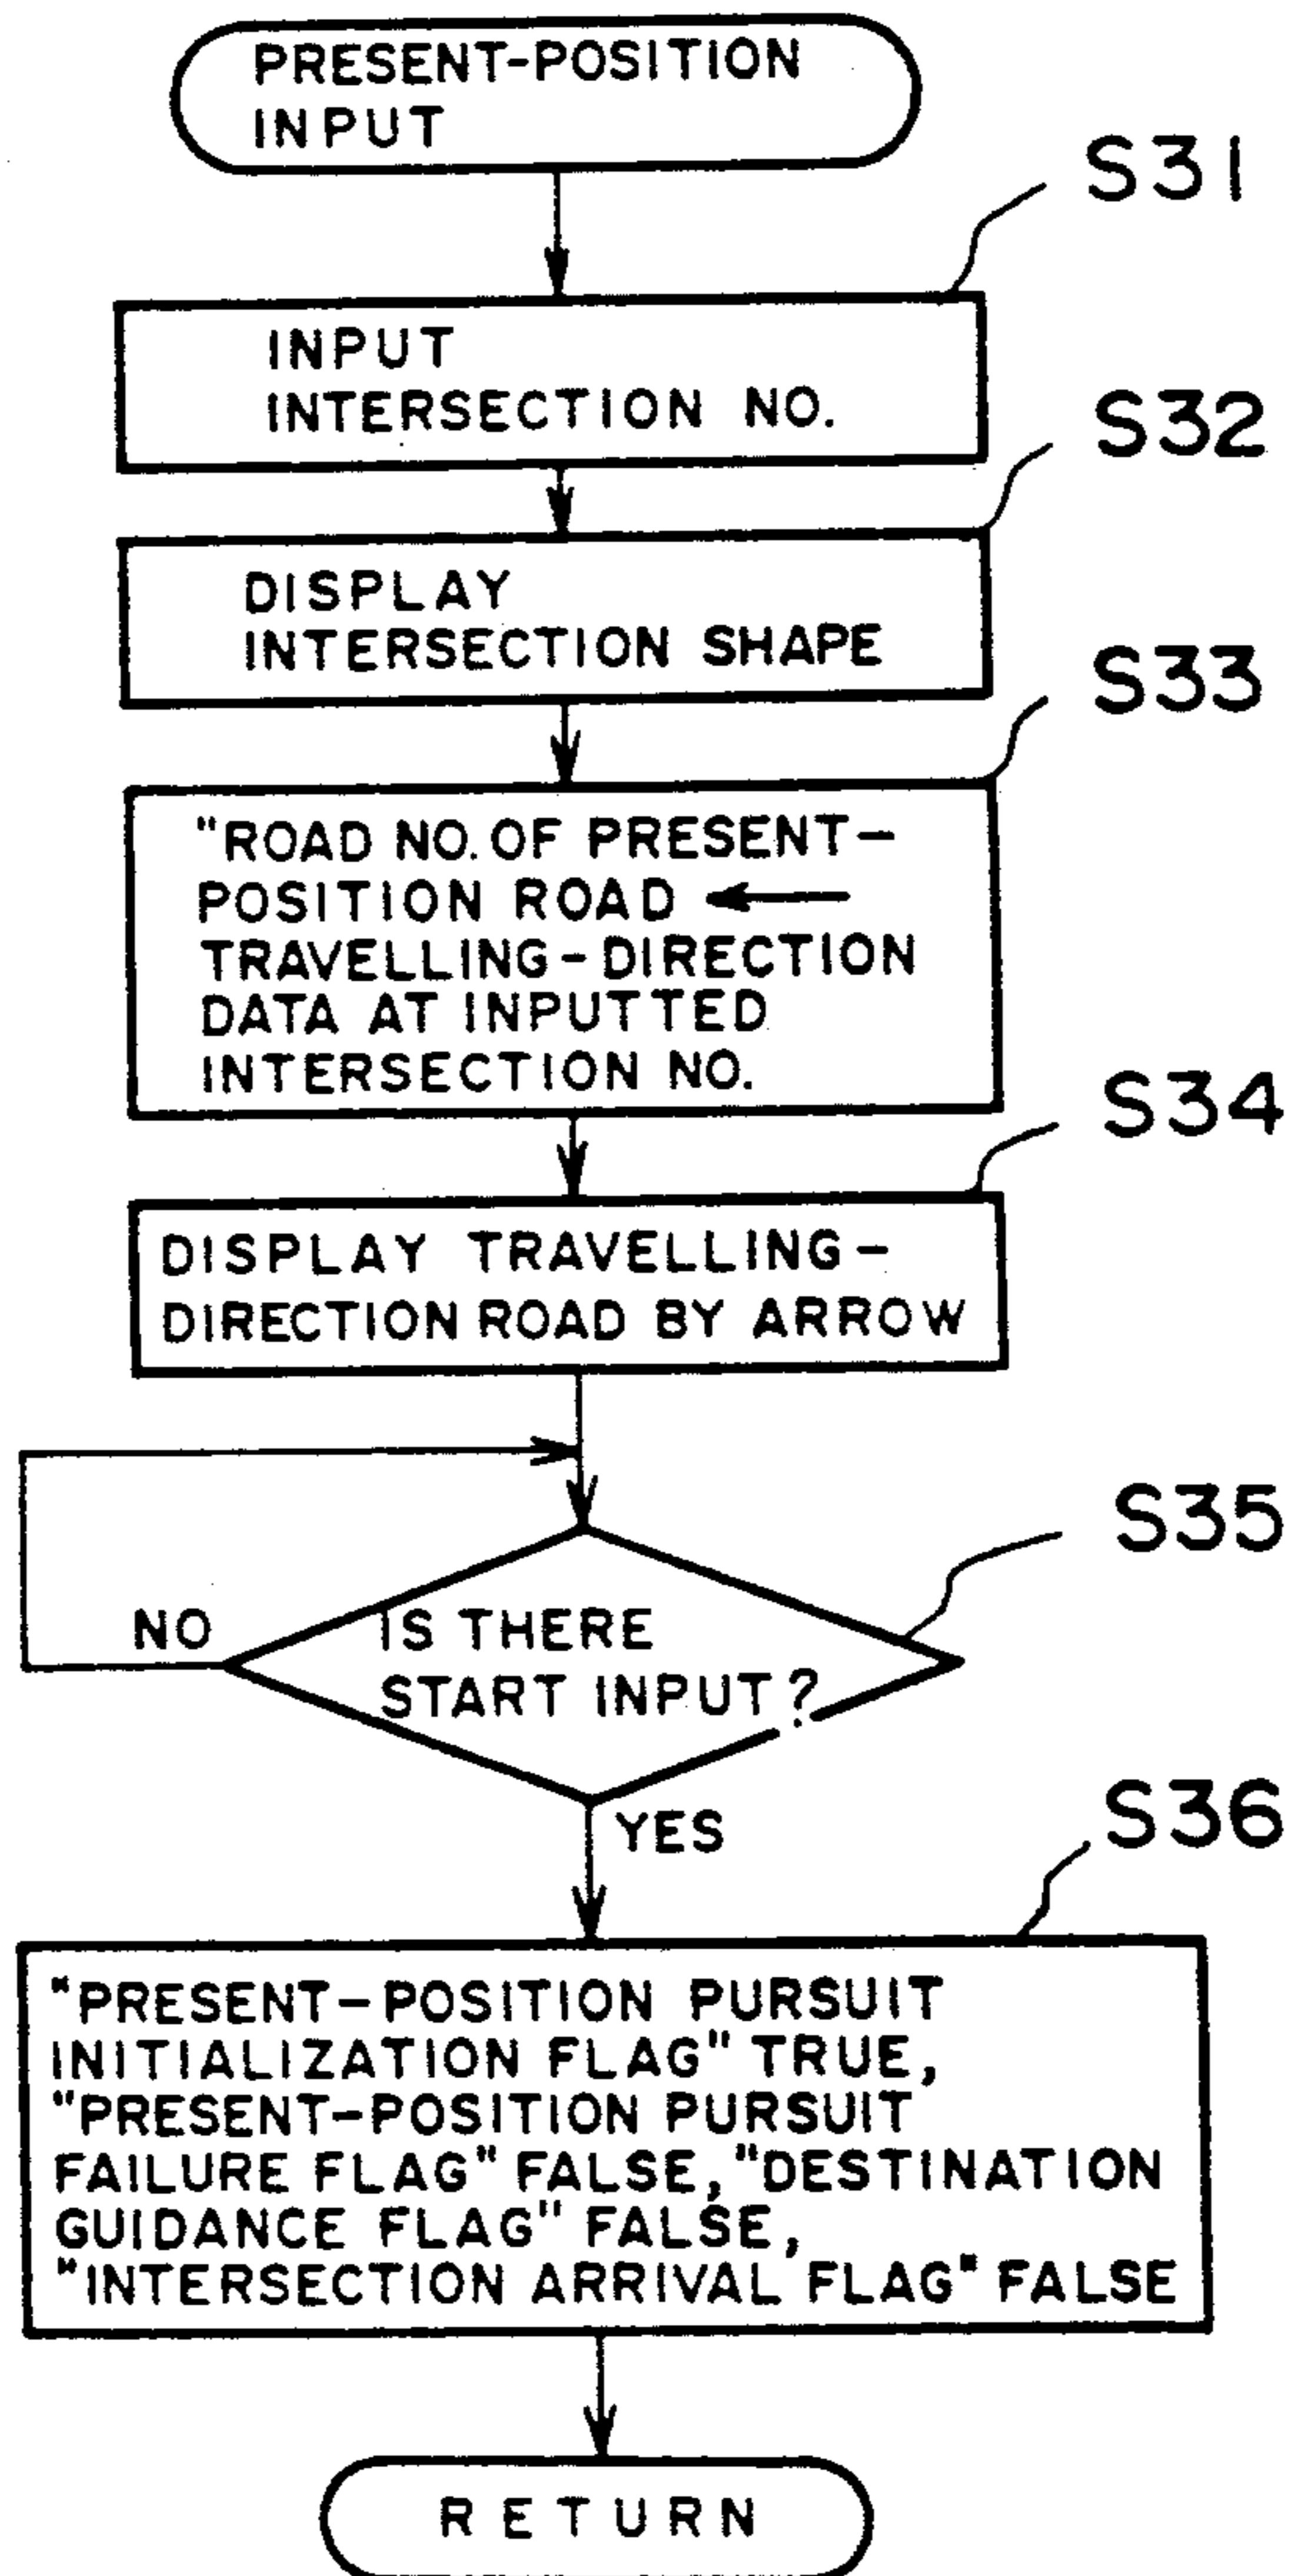 PRESENT-POSITION
INPUT
S31
INPUT
INTERSECTION NO.
S32
DISPLAY
INTERSECTION SHAPE
S33
"ROAD NO. OF PRESENT-
POSITION ROAD ←
TRAVELLING-DIRECTION
DATA AT INPUTTED
INTERSECTION NO.
S34
DISPLAY TRAVELLING-
DIRECTION ROAD BY ARROW
S35
NO
IS THERE
START INPUT?
YES
S36
"PRESENT-POSITION PURSUIT
INITIALIZATION FLAG" TRUE,
"PRESENT-POSITION PURSUIT
FAILURE FLAG" FALSE, "DESTINATION
GUIDANCE FLAG" FALSE,
"INTERSECTION ARRIVAL FLAG" FALSE
RETURN